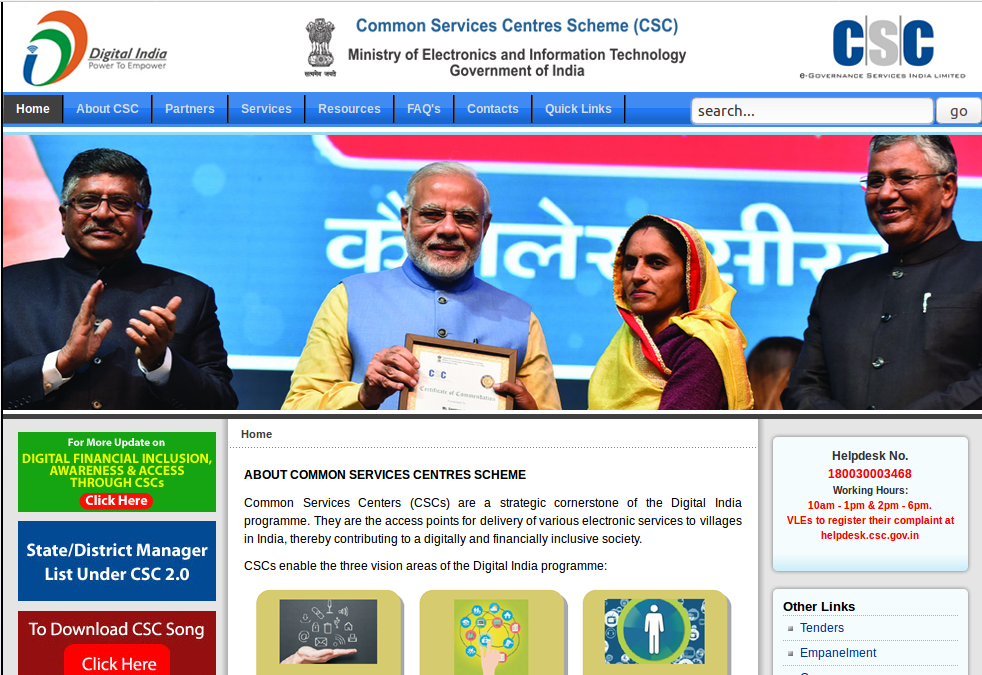 Digital India
Power To Empower
सत्यमेव जयते
Common Services Centres Scheme (CSC)
Ministry of Electronics and Information Technology
Government of India
CSC
e-Governance Services India Limited
Home
About CSC
Partners
Services
Resources
FAQ's
Contacts
Quick Links
search...
go
CSC
Certificate of Commendation
For More Update on
DIGITAL FINANCIAL INCLUSION,
AWARENESS & ACCESS
THROUGH CSCs
Click Here
State/District Manager
List Under CSC 2.0
To Download CSC Song
Click Here
Home
ABOUT COMMON SERVICES CENTRES SCHEME
Common Services Centers (CSCs) are a strategic cornerstone of the Digital India
programme. They are the access points for delivery of various electronic services to villages
in India, thereby contributing to a digitally and financially inclusive society.
CSCs enable the three vision areas of the Digital India programme:
Helpdesk No.
180030003468
Working Hours:
10am - 1pm & 2pm - 6pm.
VLEs to register their complaint at
helpdesk.csc.gov.in
Other Links
Tenders
Empanelment